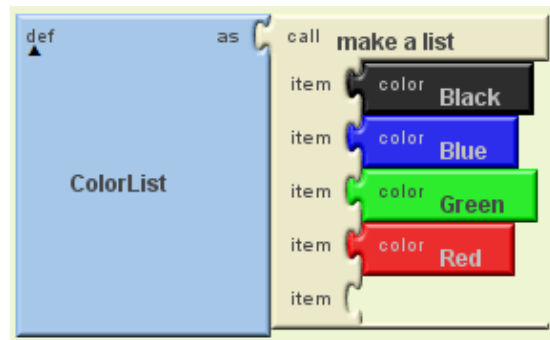 def as call make a list
item color Black
item color Blue
ColorList
item color Green
item color Red
item